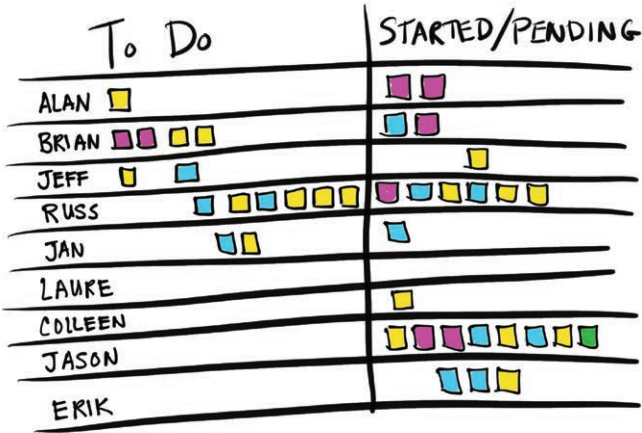 To Do
STARTED/PENDING
ALAN
BRIAN
JEFF
RUSS
JAN
LAURE
COLLEEN
JASON
ERIK